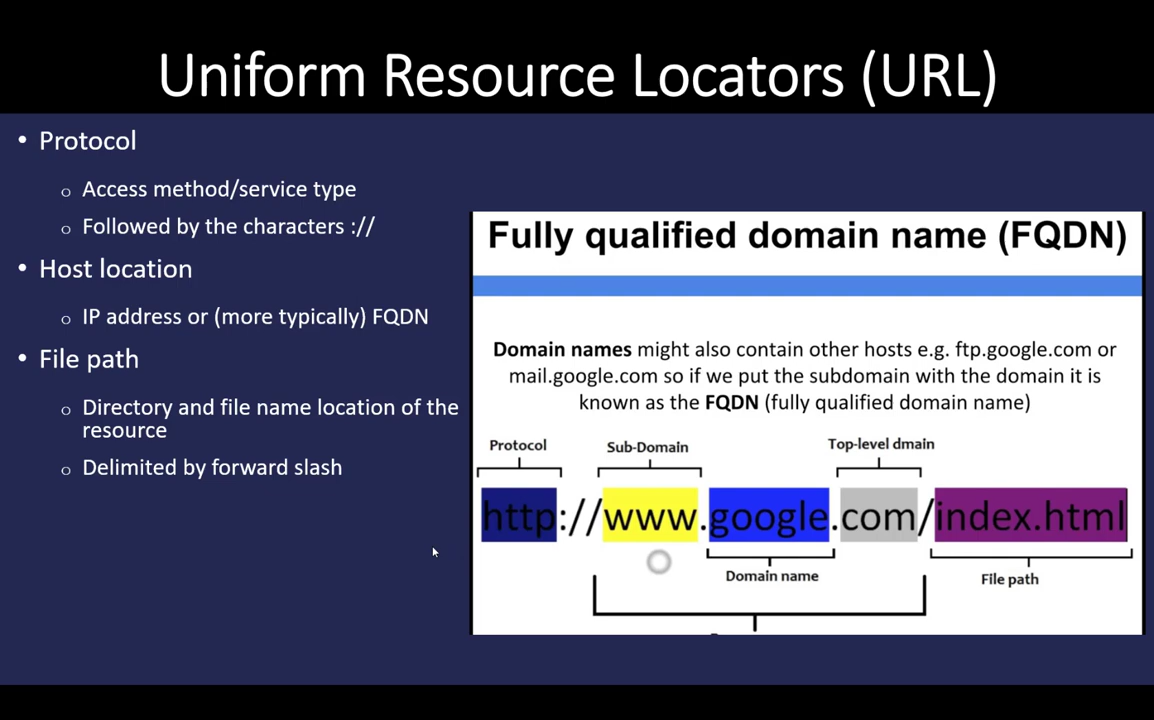 Uniform Resource Locators (URL)
• Protocol
o Access method/service type
o Followed by the characters ://
• Host location
o IP address or (more typically) FQDN
• File path
o Directory and file name location of the
resource
o Delimited by forward slash
Fully qualified domain name (FQDN)
Domain names might also contain other hosts e.g. ftp.google.com or
mail.google.com so if we put the subdomain with the domain it is
known as the FQDN (fully qualified domain name)
Protocol Sub-Domain Top-level dmain
http://www.google.com/index.html
Domain name File path